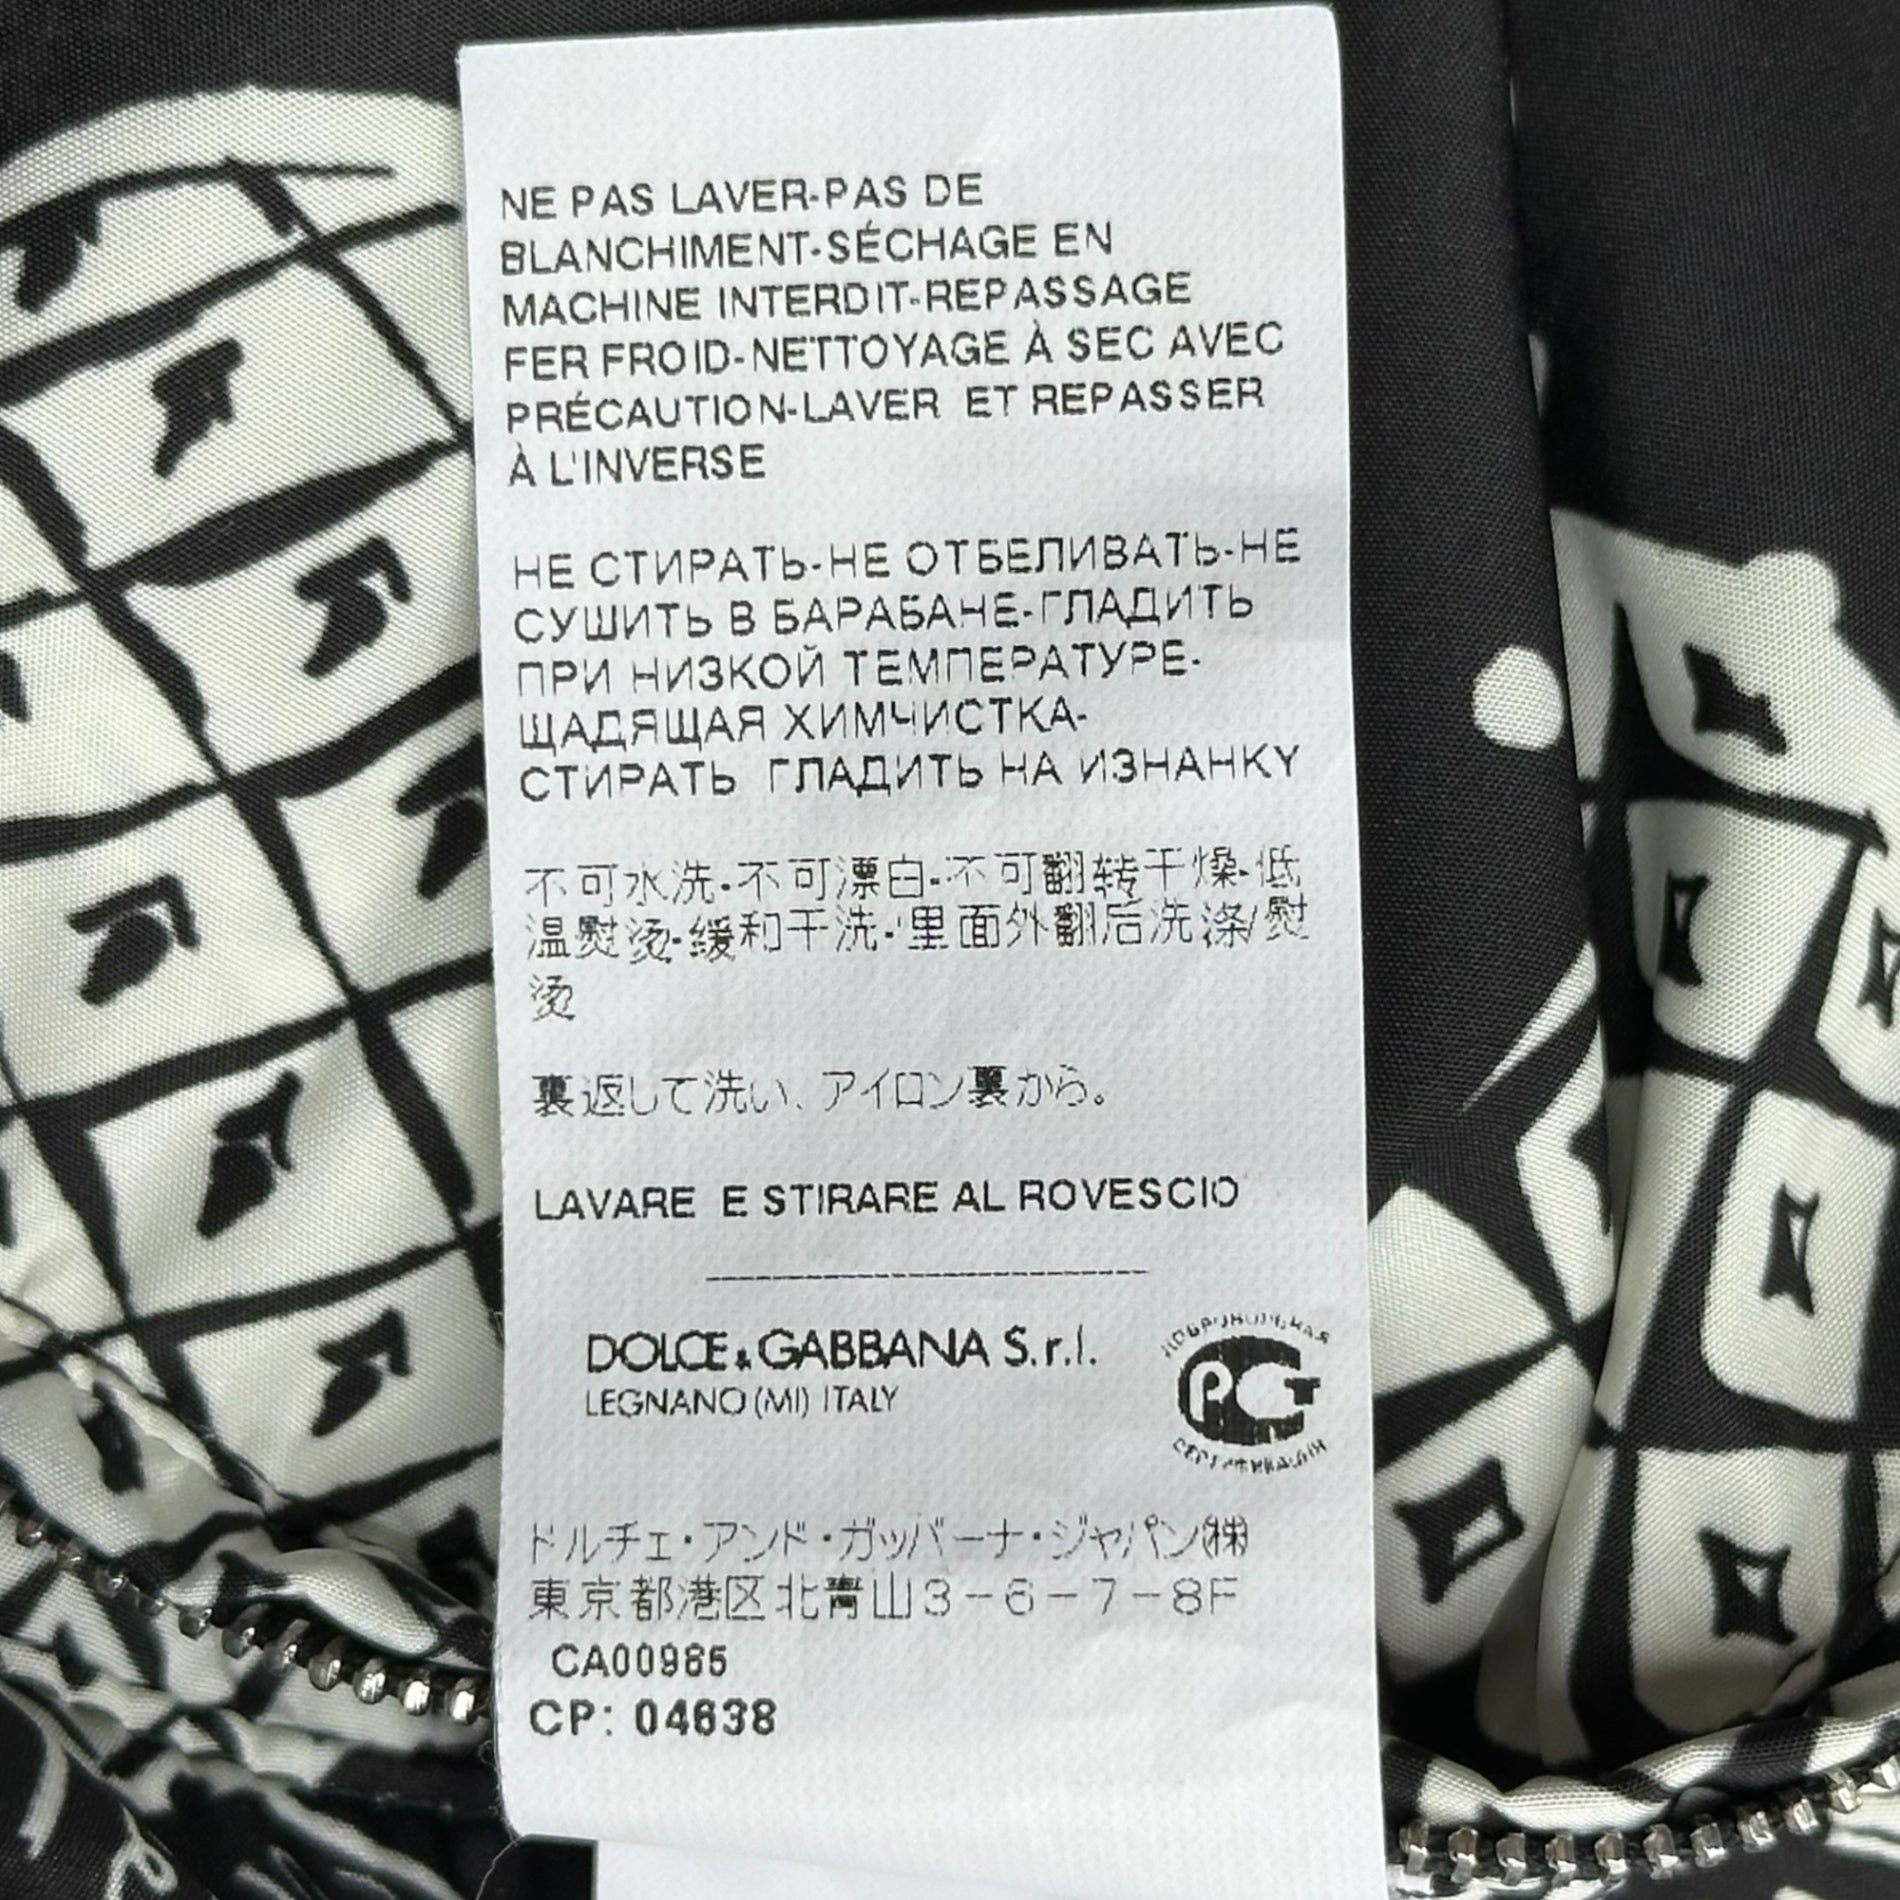 NE PAS LAVER-PAS DE
BLANCHIMENT-SÉCHAGE EN
MACHINE INTERDIT-REPASSAGE
FER FROID-NETTOYAGE À SEC AVEC
PRÉCAUTION-LAVER ET REPASSER
À L'INVERSE
НЕ СТИРАТЬ-НЕ ОТБЕЛИВАТЬ-НЕ
СУШИТЬ В БАРАБАНЕ-ГЛАДИТЬ
ПРИ НИЗКОЙ ТЕМПЕРАТУРЕ-
ЩАДЯЩАЯ ХИМЧИСТКА-
СТИРАТЬ ГЛАДИТЬ НА ИЗНАНКУ
不可水洗-不可漂白-不可翻转干燥-低
温熨烫-缓和干洗-里面外翻后洗涤/熨
烫
裏返して洗い、アイロン裏から。
LAVARE E STIRARE AL ROVESCIO
DOLCE & GABBANA S.r.l.
LEGNANO (MI) ITALY
ДОБРОВОЛЬНАЯ
РСТ
СЕРТИФИКАЦИЯ
ドルチェ・アンド・ガッバーナ・ジャパン㈱
東京都港区北青山3-6-7-8F
CA00985
CP: 04638